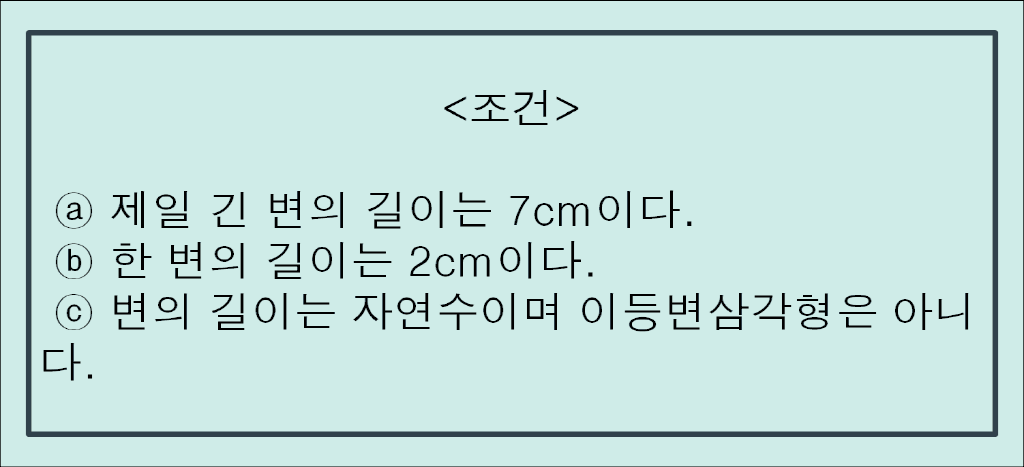 <조건>
ⓐ 제일 긴 변의 길이는 7cm이다.
ⓑ 한 변의 길이는 2cm이다.
ⓒ 변의 길이는 자연수이며 이등변삼각형은 아니
다.